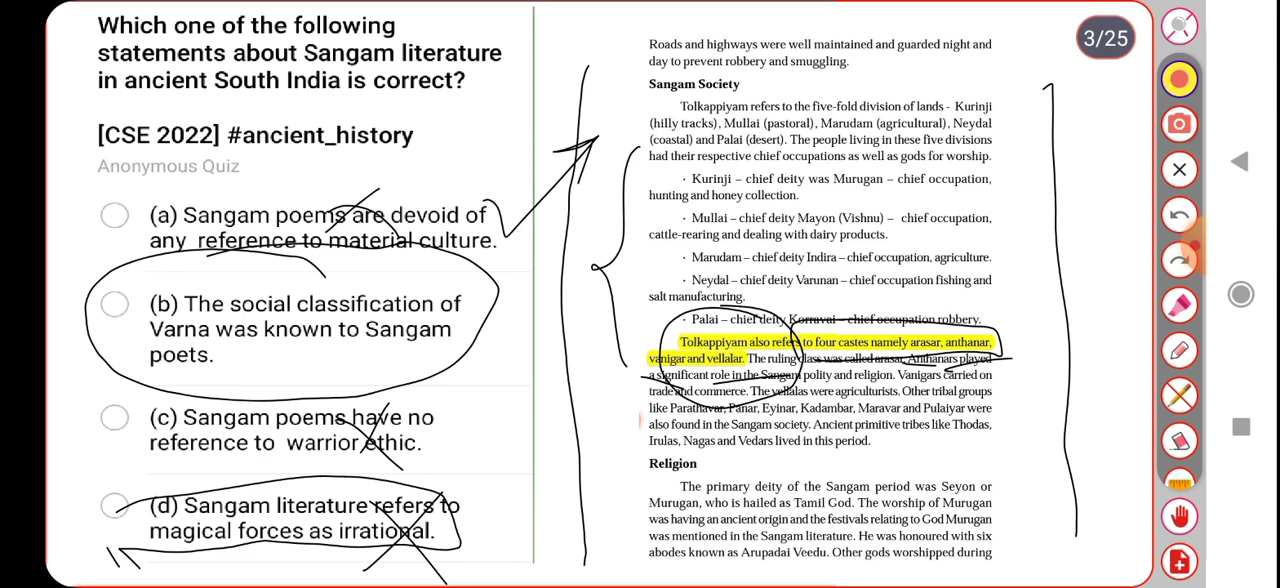 Which one of the following
statements about Sangam literature
in ancient South India is correct?
[CSE 2022] #ancient_history
Anonymous Quiz
(a) Sangam poems are devoid of
any reference to material culture.
(b) The social classification of
Varna was known to Sangam
poets.
(c) Sangam poems have no
reference to warrior ethic.
(d) Sangam literature refers to
magical forces as irrational.
3/25
Roads and highways were well maintained and guarded night and
day to prevent robbery and smuggling.
Sangam Society
Tolkappiyam refers to the five-fold division of lands - Kurinji
(hilly tracks), Mullai (pastoral), Marudam (agricultural), Neydal
(coastal) and Palai (desert). The people living in these five divisions
had their respective chief occupations as well as gods for worship.
· Kurinji – chief deity was Murugan – chief occupation,
hunting and honey collection.
· Mullai – chief deity Mayon (Vishnu) – chief occupation,
cattle-rearing and dealing with dairy products.
· Marudam – chief deity Indira – chief occupation, agriculture.
· Neydal – chief deity Varunan – chief occupation fishing and
salt manufacturing.
· Palai – chief deity Korravai – chief occupation robbery.
Tolkappiyam also refers to four castes namely arasar, anthanar,
vanigar and vellalar. The ruling class was called arasar. Anthanars played
a significant role in the Sangam polity and religion. Vanigars carried on
trade and commerce. The vellalas were agriculturists. Other tribal groups
like Parathavar, Panar, Eyinar, Kadambar, Maravar and Pulaiyar were
also found in the Sangam society. Ancient primitive tribes like Thodas,
Irulas, Nagas and Vedars lived in this period.
Religion
The primary deity of the Sangam period was Seyon or
Murugan, who is hailed as Tamil God. The worship of Murugan
was having an ancient origin and the festivals relating to God Murugan
was mentioned in the Sangam literature. He was honoured with six
abodes known as Arupadai Veedu. Other gods worshipped during